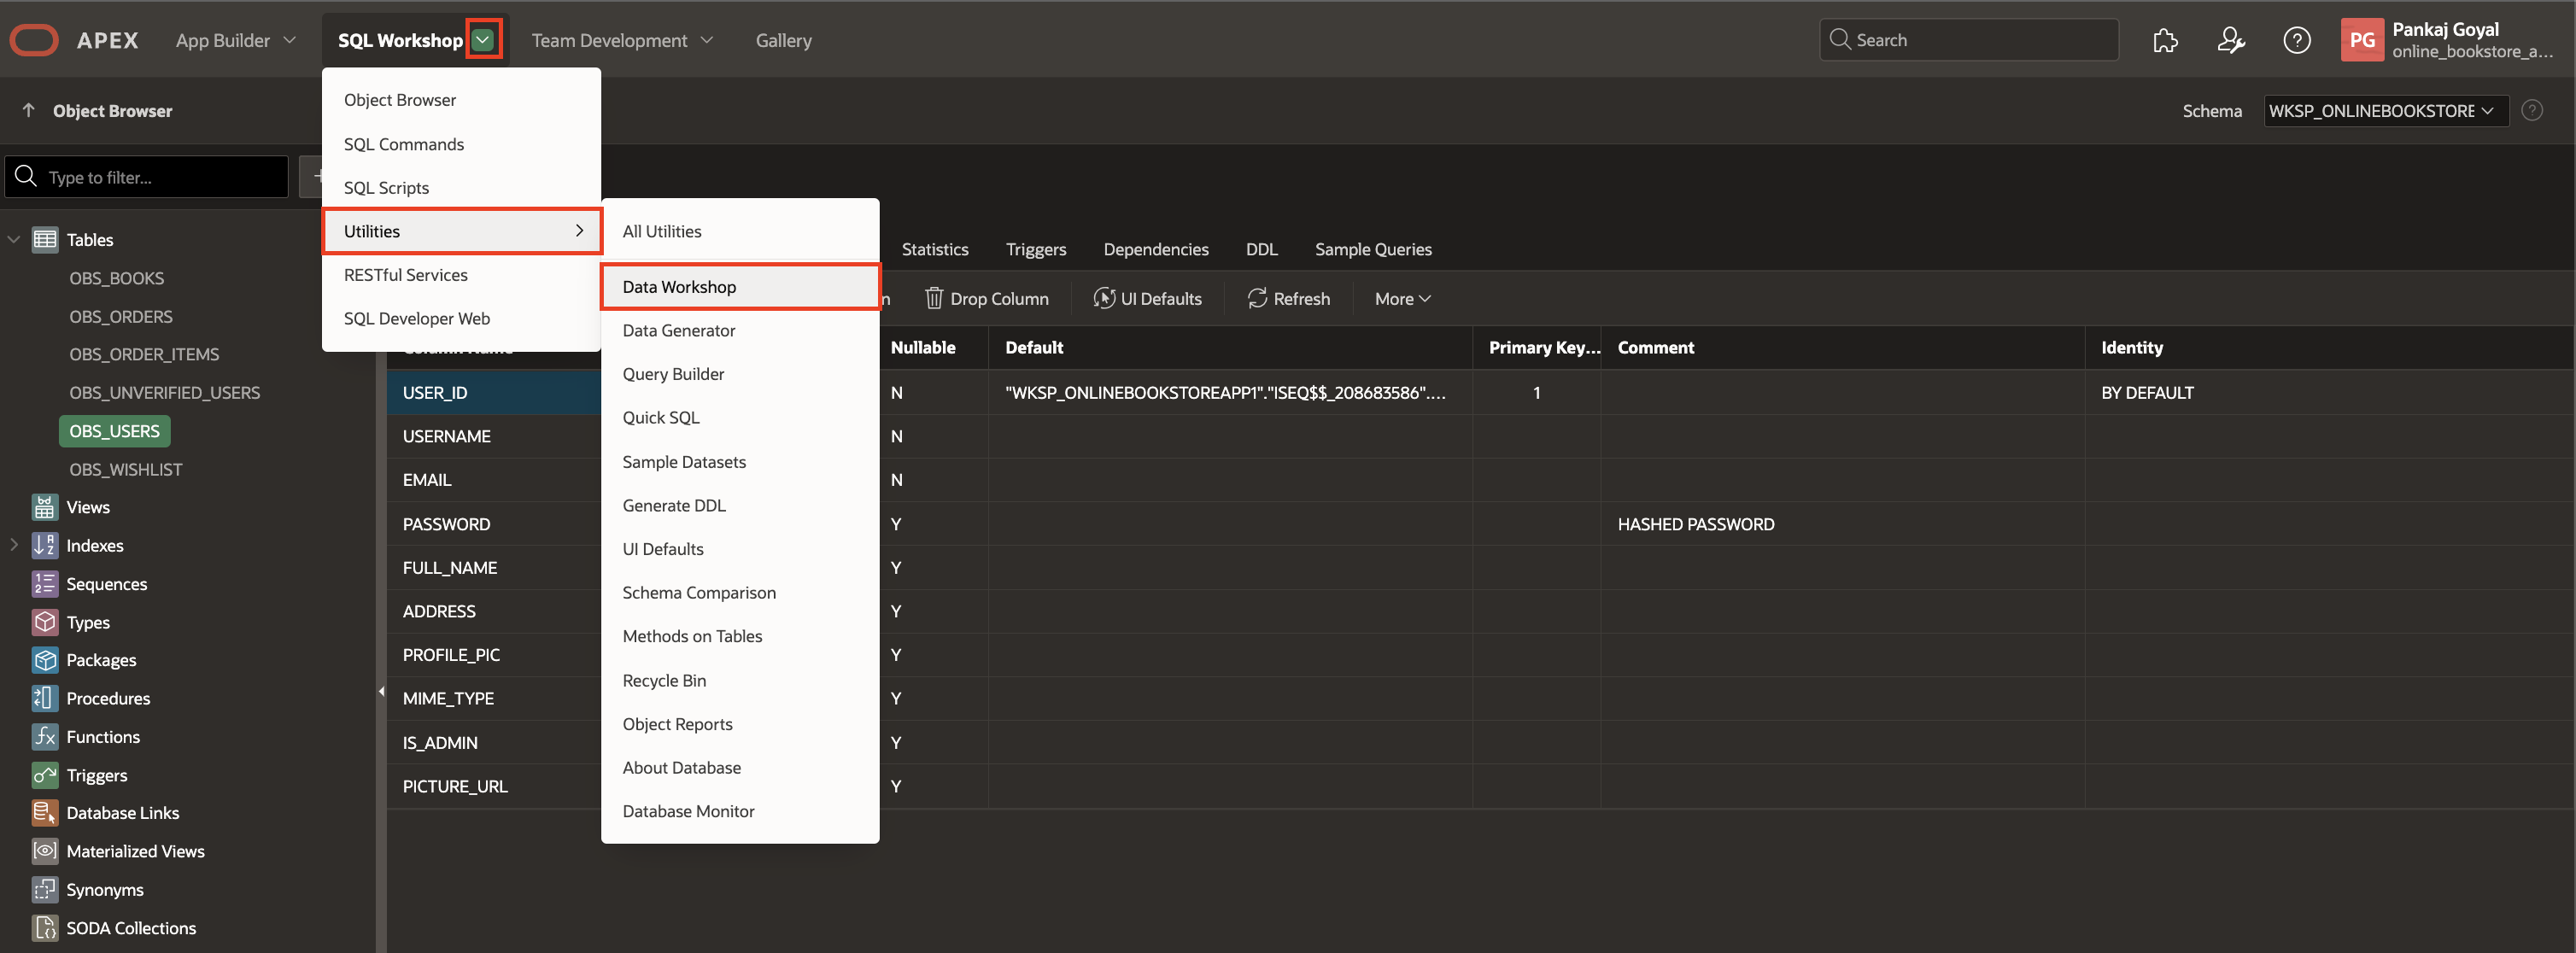 APEX
App Builder
SQL Workshop
Team Development
Gallery
Search
PG
Pankaj Goyal
online_bookstore_a...
Object Browser
Schema
WKSP_ONLINEBOOKSTORE
Type to filter...
Object Browser
SQL Commands
SQL Scripts
Utilities
RESTful Services
SQL Developer Web
All Utilities
Data Workshop
Data Generator
Query Builder
Quick SQL
Sample Datasets
Generate DDL
UI Defaults
Schema Comparison
Methods on Tables
Recycle Bin
Object Reports
About Database
Database Monitor
Tables
OBS_BOOKS
OBS_ORDERS
OBS_ORDER_ITEMS
OBS_UNVERIFIED_USERS
OBS_USERS
OBS_WISHLIST
Views
Indexes
Sequences
Types
Packages
Procedures
Functions
Triggers
Database Links
Materialized Views
Synonyms
SODA Collections
Statistics Triggers Dependencies DDL Sample Queries
Drop Column UI Defaults Refresh More
Nullable Default Primary Key... Comment Identity
USER_ID N "WKSP_ONLINEBOOKSTOREAPP1"."ISEQ$$_208683586".... 1 BY DEFAULT
USERNAME N
EMAIL N
PASSWORD Y HASHED PASSWORD
FULL_NAME Y
ADDRESS Y
PROFILE_PIC Y
MIME_TYPE Y
IS_ADMIN Y
PICTURE_URL Y